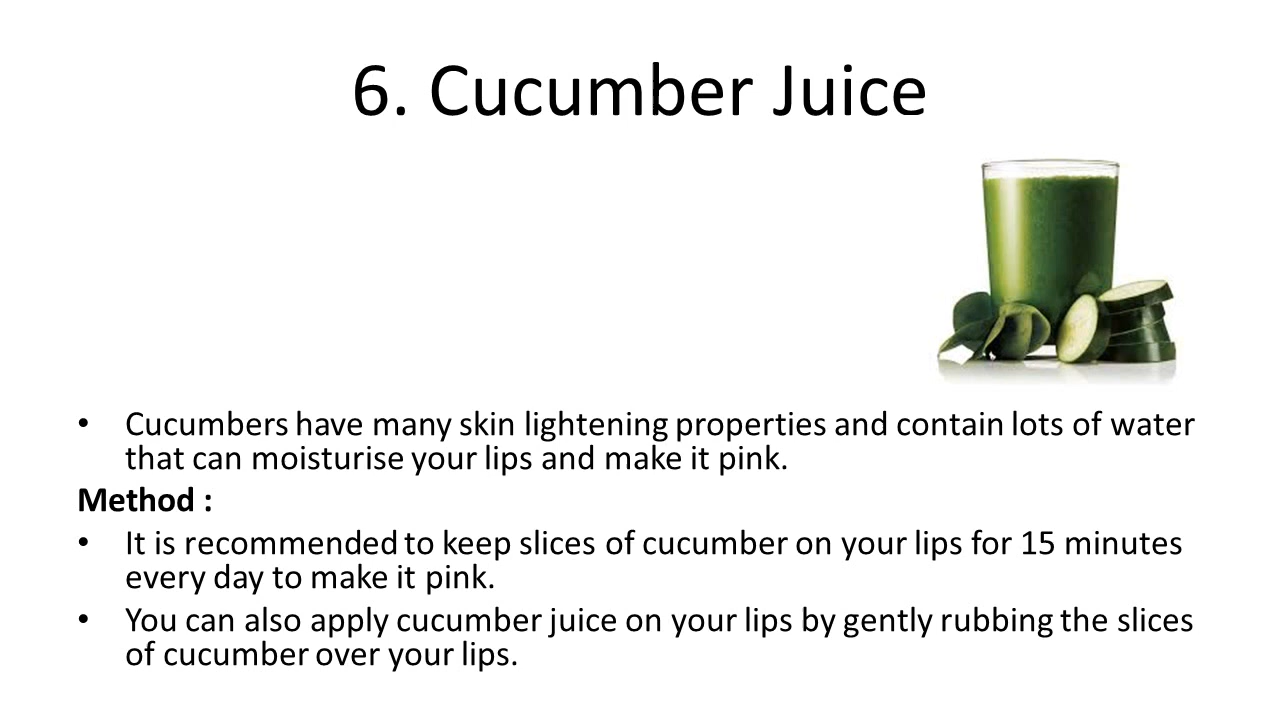 6. Cucumber Juice
• Cucumbers have many skin lightening properties and contain lots of water
that can moisturise your lips and make it pink.
Method :
• It is recommended to keep slices of cucumber on your lips for 15 minutes
every day to make it pink.
• You can also apply cucumber juice on your lips by gently rubbing the slices
of cucumber over your lips.